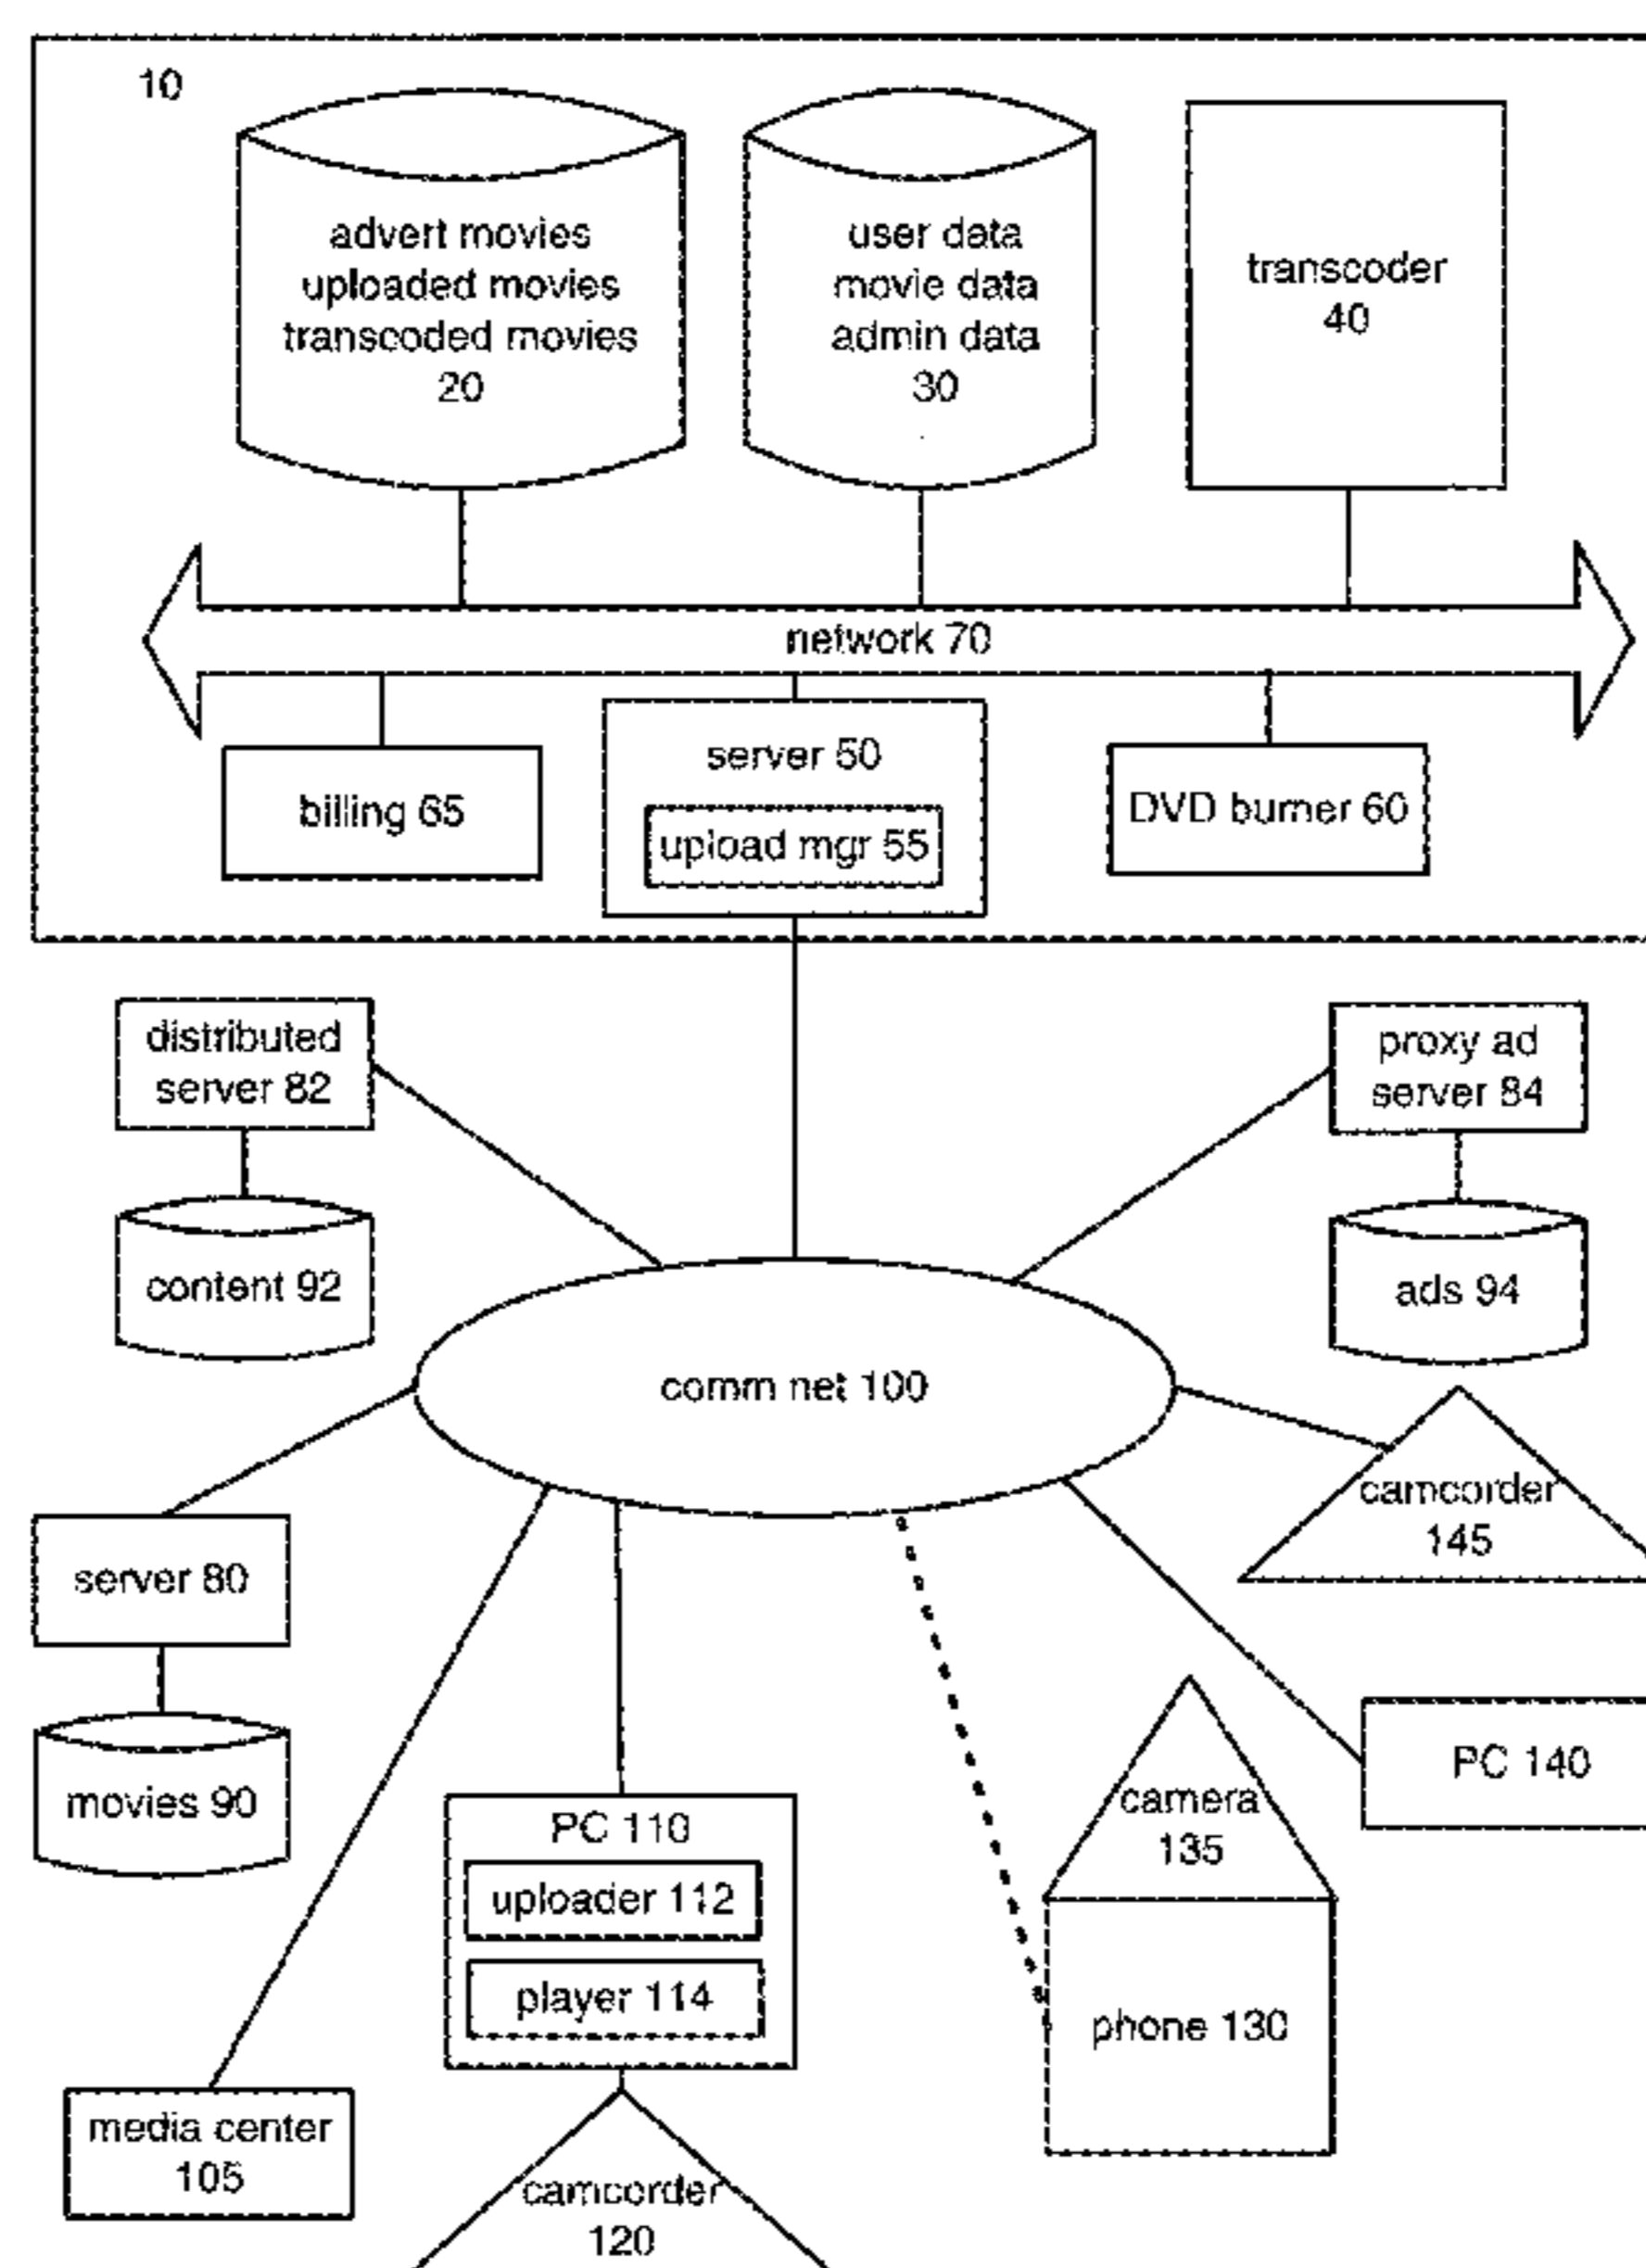 10
advert movies
uploaded movies
transcoded movies
20
user data
movie data
admin data
30
transcoder
40
network 70
billing 65
server 50
upload mgr 55
DVD burner 60
distributed
server 82
content 92
proxy ad
server 84
ads 94
comm net 100
camcorder
145
server 80
movies 90
PC 110
uploader 112
player 114
camera
135
phone 130
PC 140
media center
105
camcorder
120